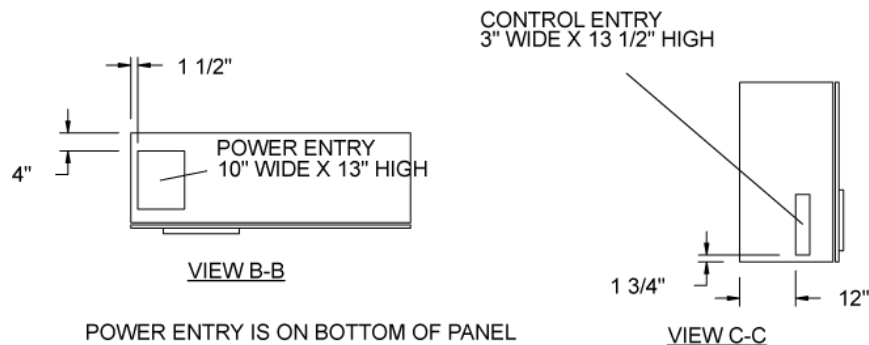 CONTROL ENTRY
3" WIDE X 13 1/2" HIGH
1 1/2"
POWER ENTRY
10" WIDE X 13" HIGH
4"
VIEW B-B
1 3/4"
12"
POWER ENTRY IS ON BOTTOM OF PANEL
VIEW C-C